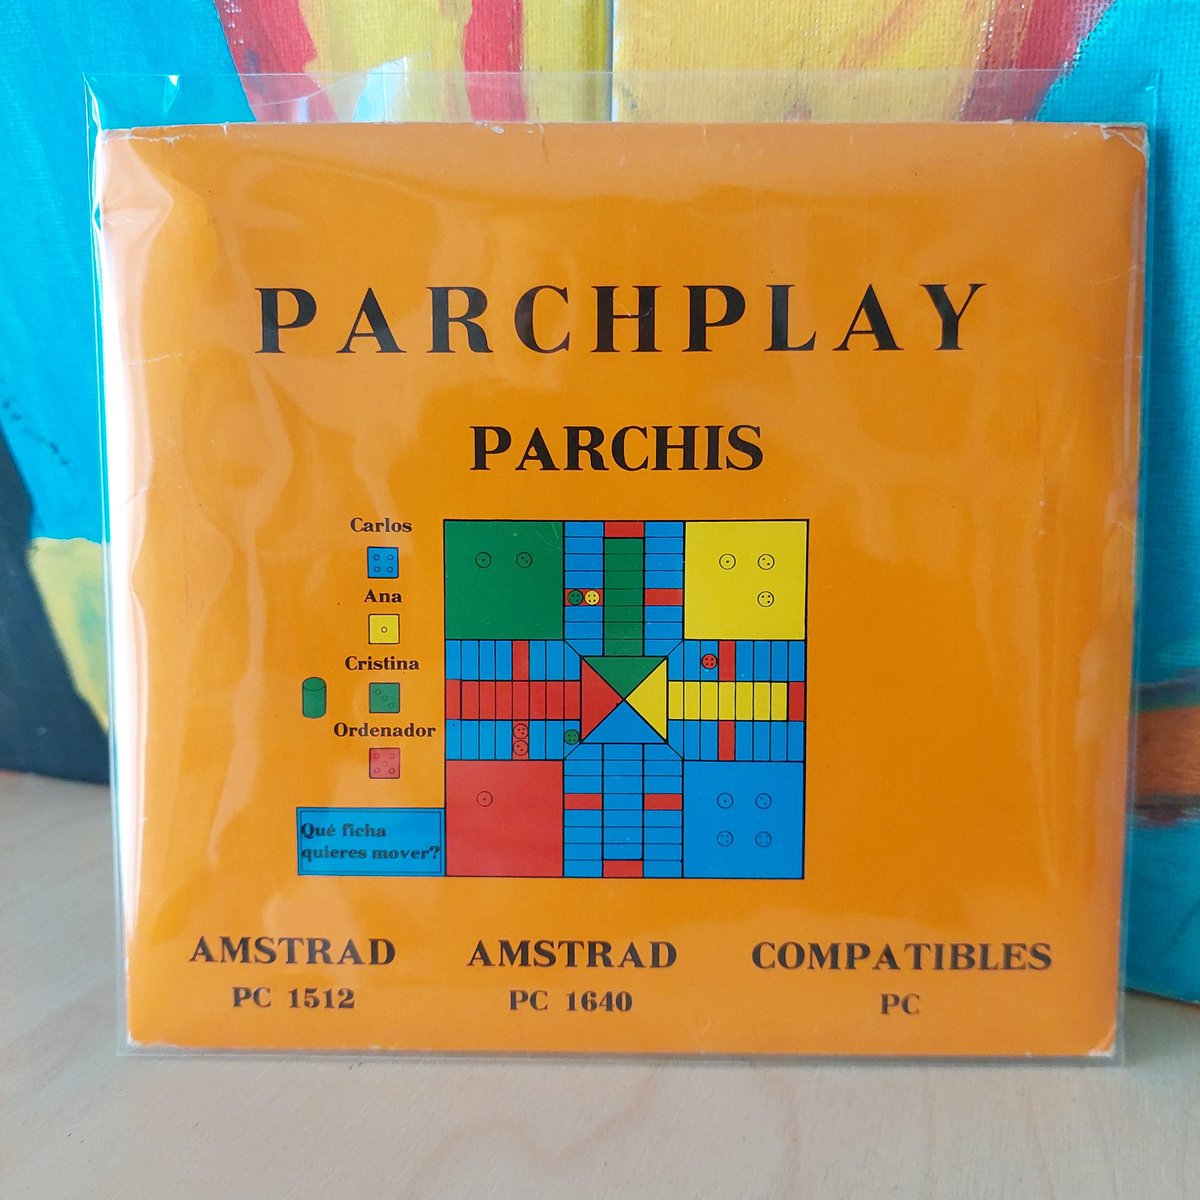 PARCHPLAY
PARCHIS
Carlos
Ana
Cristina
Ordenador
Qué ficha
quieres mover?
AMSTRAD AMSTRAD COMPATIBLES
PC 1512 PC 1640 PC